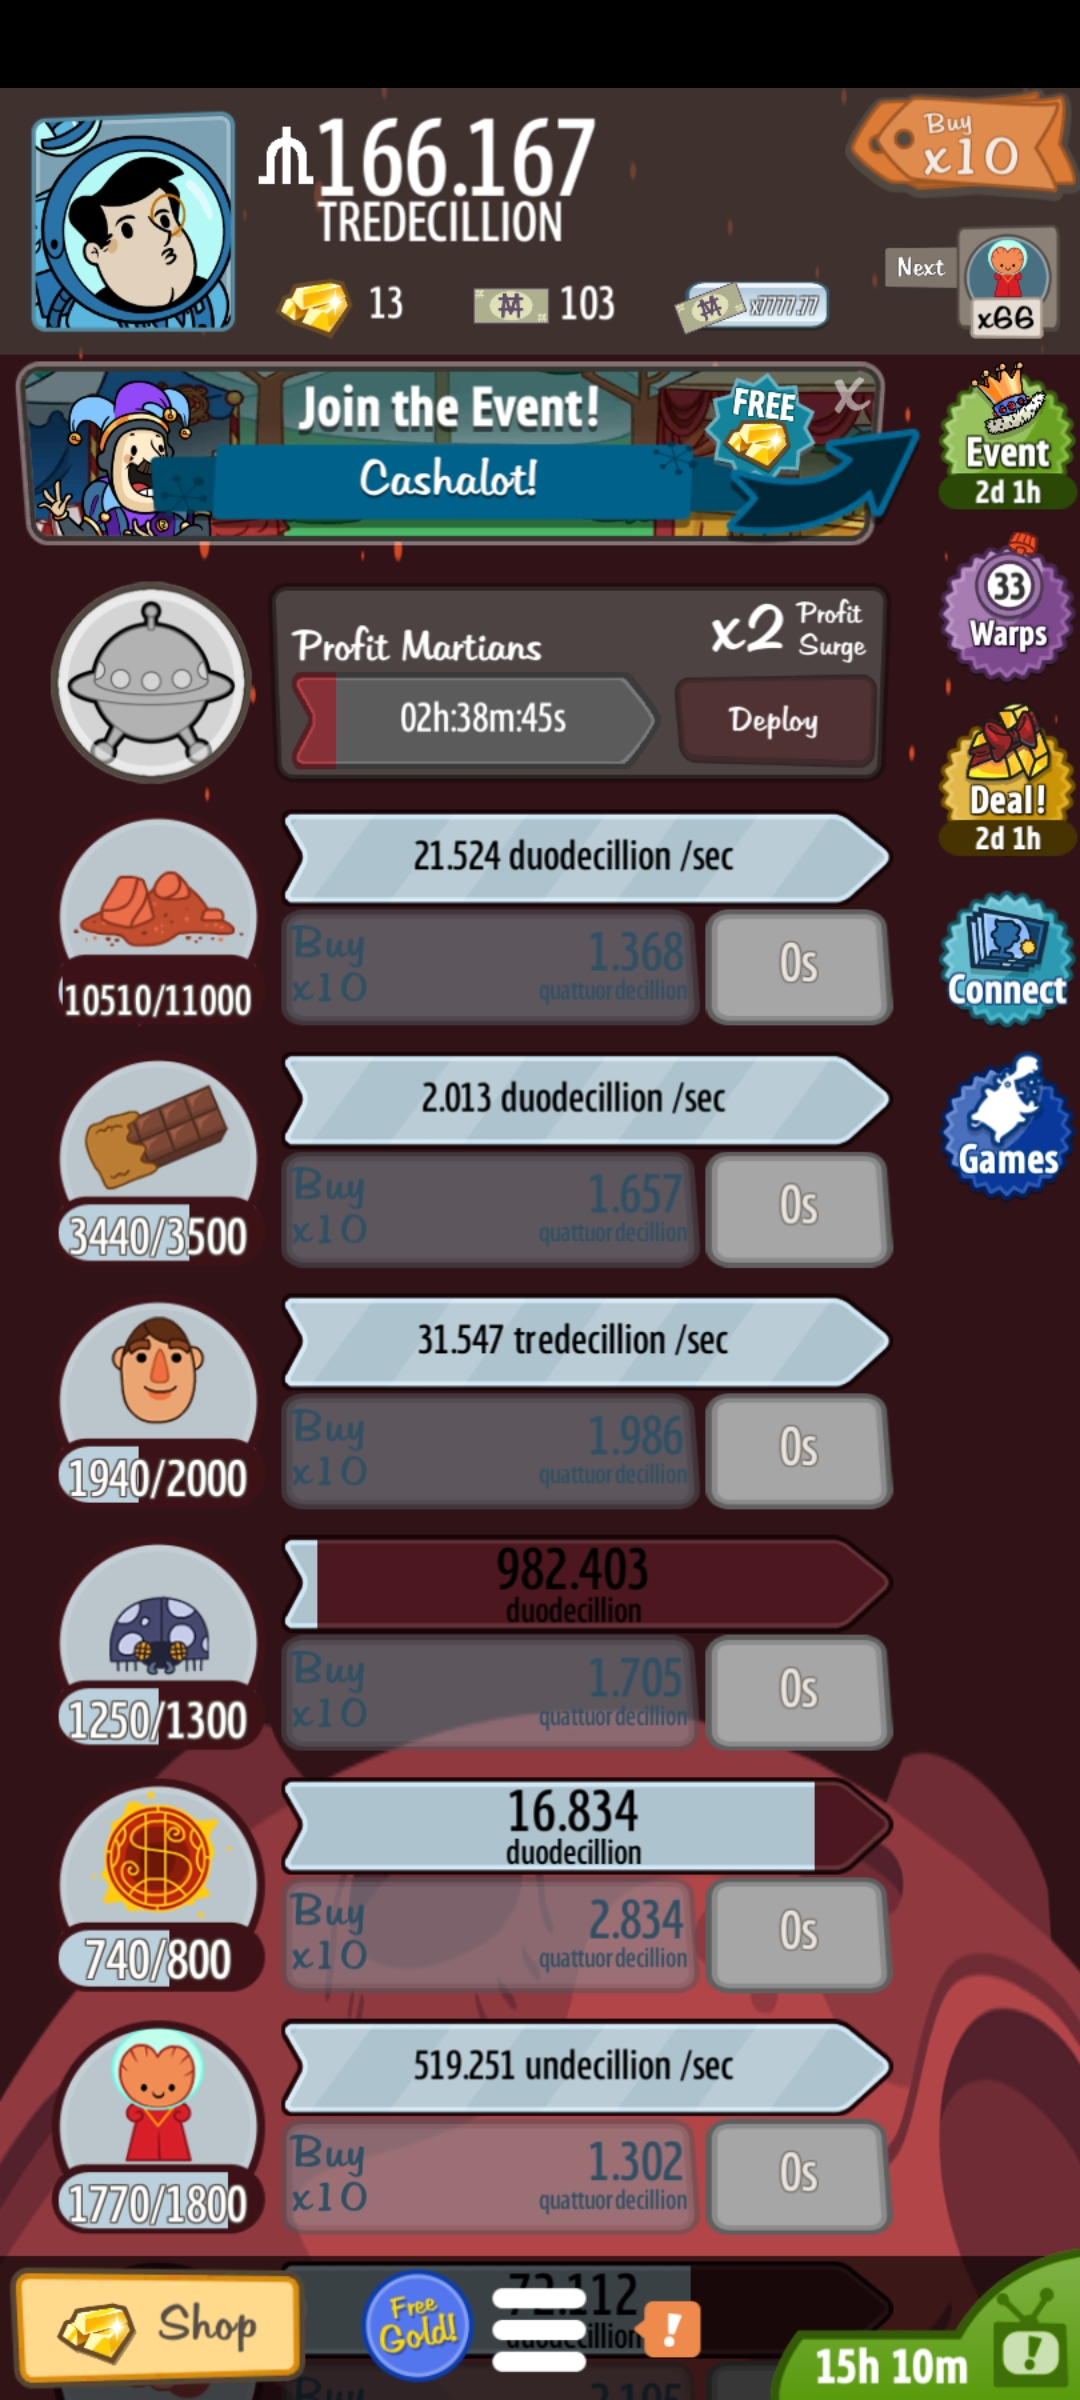 166.167
TREDECILLION
Buy
x10
13
103
x7777.77
Next
x66
Join the Event!
Cashalot!
FREE
X
Event
2d 1h
33
Warps
Profit Martians
x2 Profit Surge
02h:38m:45s
Deploy
Deal!
2d 1h
21.524 duodecillion /sec
Buy
x10
1.368
quattuordecillion
0s
10510/11000
Connect
2.013 duodecillion /sec
Buy
x10
1.657
quattuordecillion
0s
3440/3500
Games
31.547 tredecillion /sec
Buy
x10
1.986
quattuordecillion
0s
1940/2000
982.403
duodecillion
Buy
x10
1.705
quattuordecillion
0s
1250/1300
16.834
duodecillion
Buy
x10
2.834
quattuordecillion
0s
740/800
519.251 undecillion /sec
Buy
x10
1.302
quattuordecillion
0s
1770/1800
Shop
Free
Gold!
!
15h 10m
!